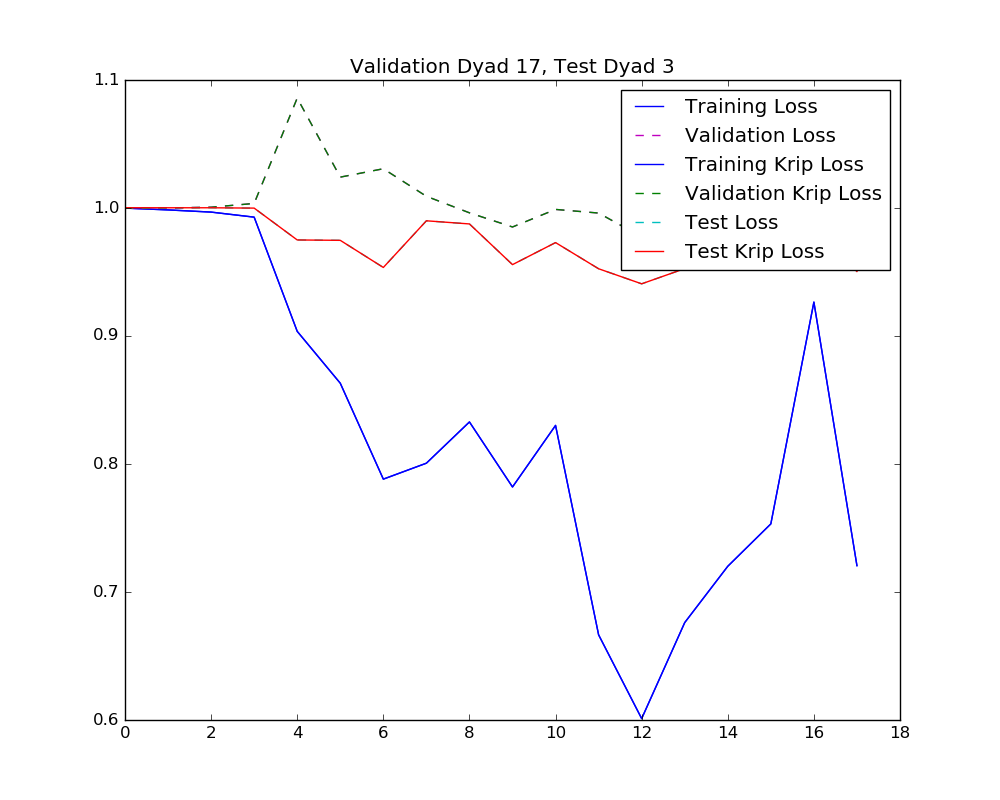 Validation Dyad 17, Test Dyad 3
1.1
1.0
0.9
0.8
0.7
0.6
0 2 4 6 8 10 12 14 16 18
Training Loss
Validation Loss
Training Krip Loss
Validation Krip Loss
Test Loss
Test Krip Loss